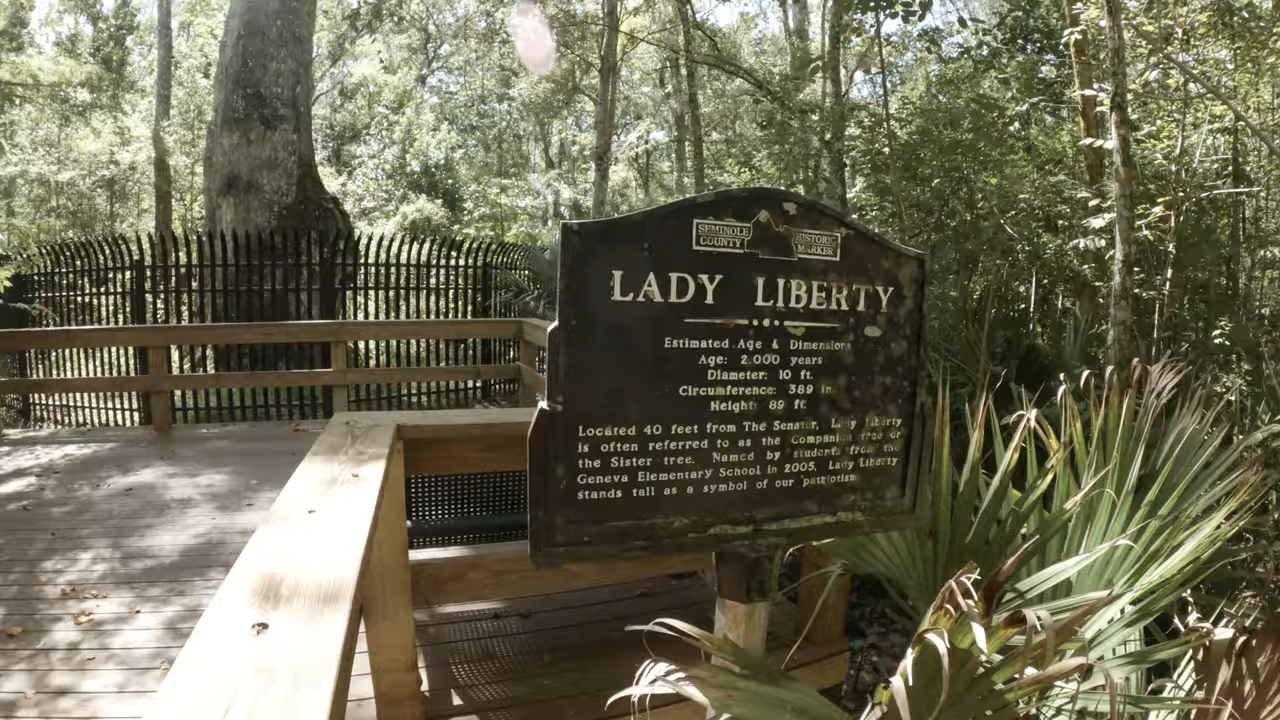 SEMINOLE COUNTY HISTORIC MARKER
LADY LIBERTY
Estimated Age & Dimensions
Age: 2,000 years
Diameter: 10 ft.
Circumference: 389 in.
Height: 89 ft.
Located 40 feet from The Senator, Lady Liberty
is often referred to as the Companion tree or
the Sister tree. Named by students from the
Geneva Elementary School in 2005, Lady Liberty
stands tall as a symbol of our patriotism